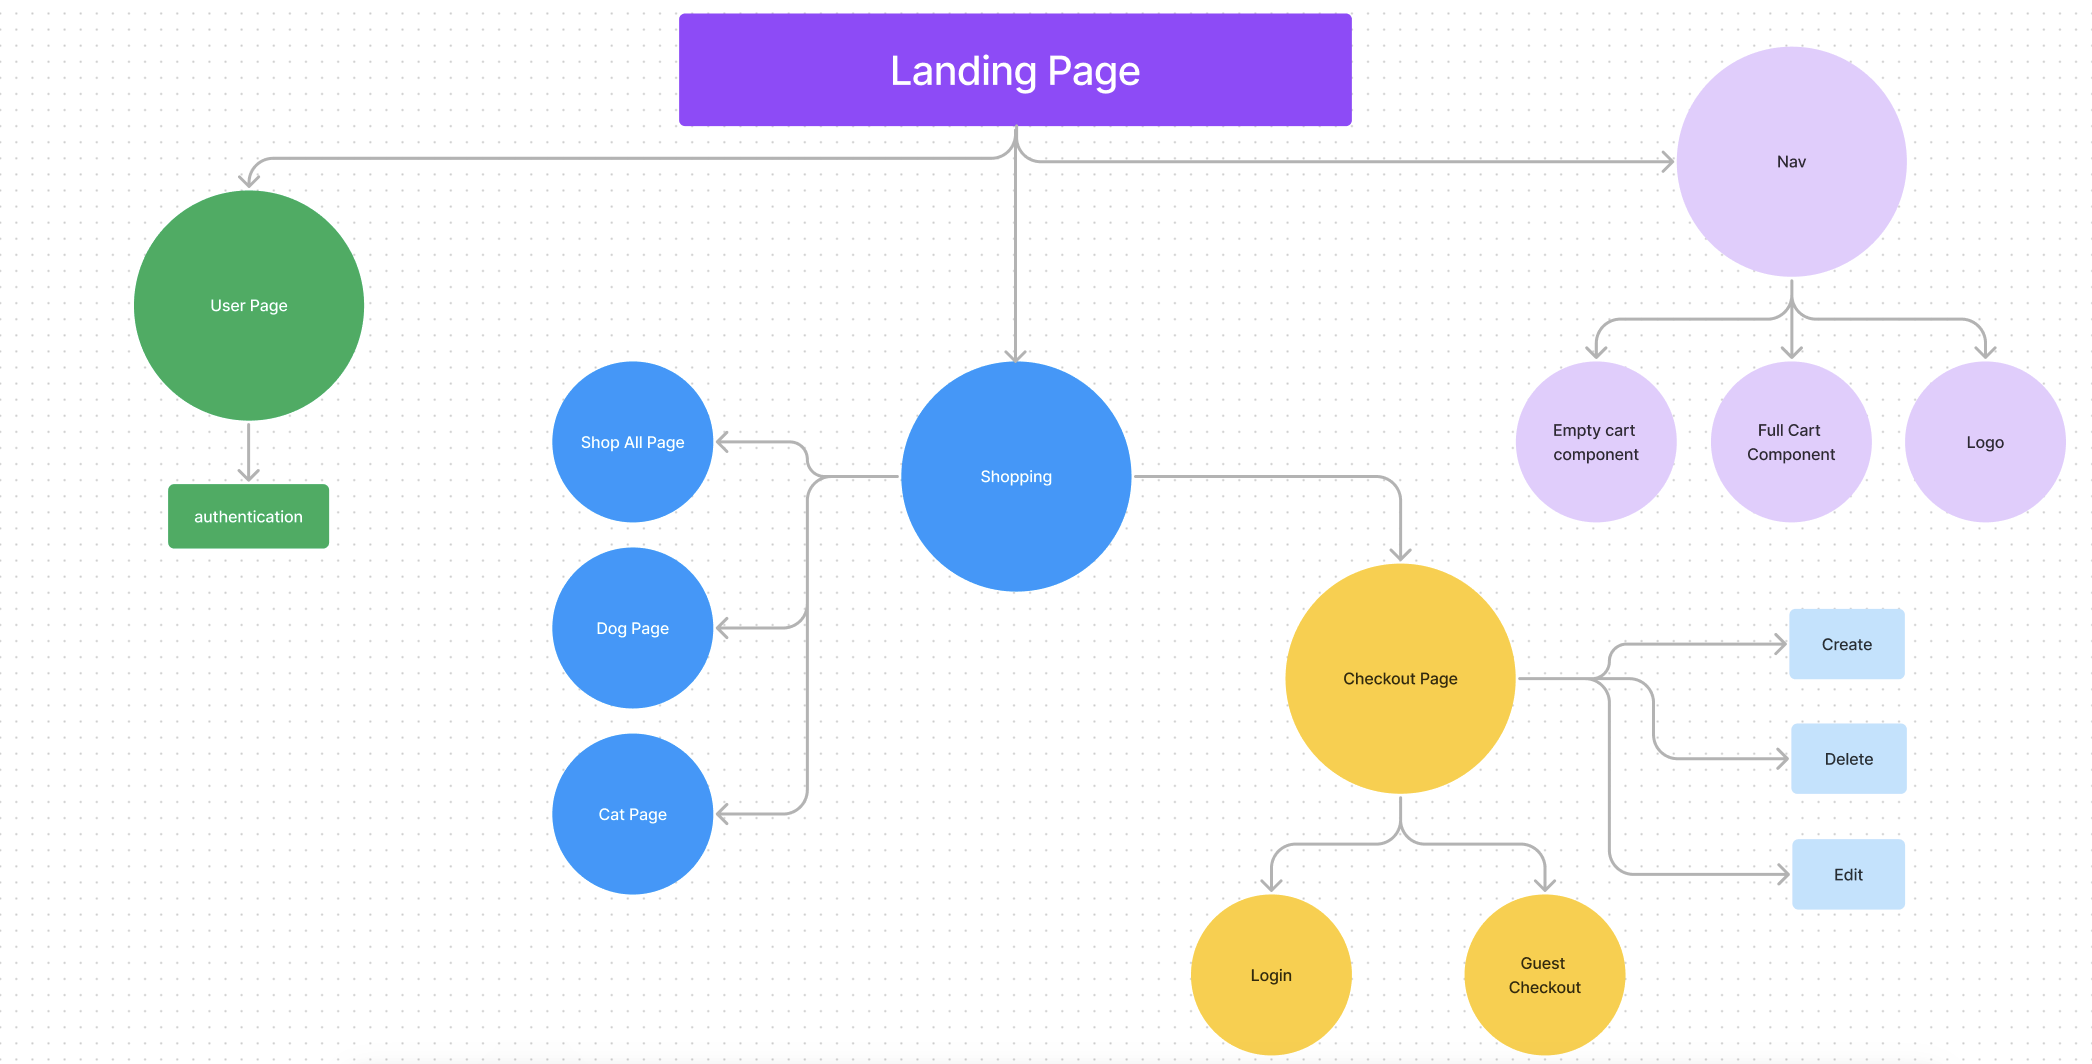 Landing Page
Nav
User Page
Empty cart
component
Full Cart
Component
Logo
Shop All Page
Shopping
authentication
Dog Page
Create
Checkout Page
Delete
Cat Page
Edit
Login
Guest
Checkout